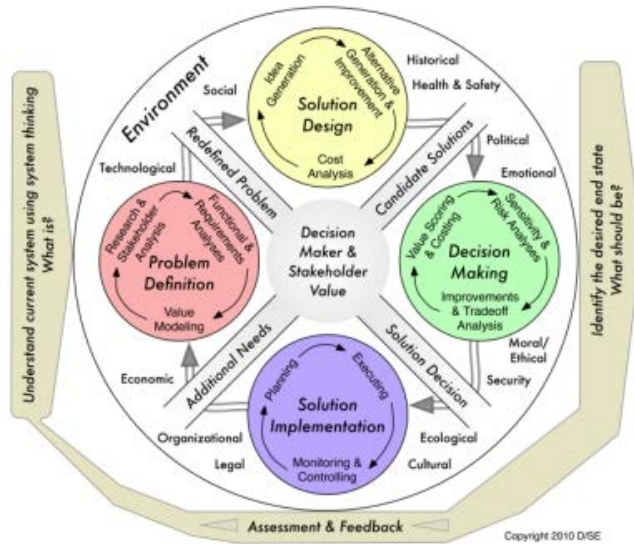 Environment
Social
Historical
Health & Safety
Technological
Political
Emotional
Idea
Generation
Alternative
Generation &
Improvement
Solution
Design
Cost
Analysis
Redefined Problem
Candidate Solutions
Research &
Stakeholder
Analysis
Functional &
Requirements
Analyses
Problem
Definition
Value
Modeling
Decision
Maker &
Stakeholder
Value
Value Scoring
& Costing
Sensitivity &
Risk Analyses
Decision
Making
Improvements
& Tradeoff
Analysis
Additional Needs
Solution Decision
Moral/
Ethical
Security
Economic
Planning
Executing
Solution
Implementation
Monitoring &
Controlling
Organizational
Legal
Ecological
Cultural
Understand current system using system thinking
What is?
Identify the desired end state
What should be?
Assessment & Feedback
Copyright 2010 D/SE